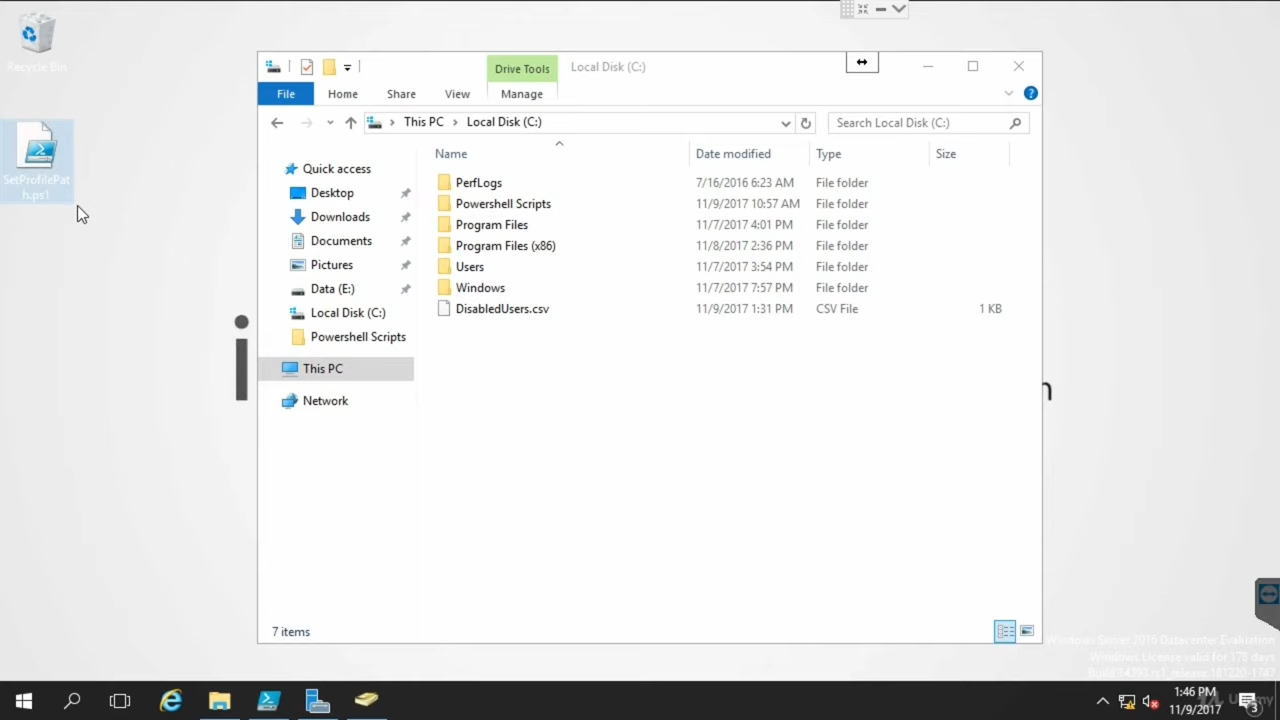 Recycle Bin
SetProfilePat
h.ps1
Drive Tools
Local Disk (C:)
File
Home
Share
View
Manage
This PC
Local Disk (C:)
Search Local Disk (C:)
Name
Date modified
Type
Size
Quick access
Desktop
Downloads
Documents
Pictures
Data (E:)
Local Disk (C:)
Powershell Scripts
This PC
Network
PerfLogs 7/16/2016 6:23 AM File folder
Powershell Scripts 11/9/2017 10:57 AM File folder
Program Files 11/7/2017 4:01 PM File folder
Program Files (x86) 11/8/2017 2:36 PM File folder
Users 11/7/2017 3:54 PM File folder
Windows 11/7/2017 7:57 PM File folder
DisabledUsers.csv 11/9/2017 1:31 PM CSV File 1 KB
7 items
Windows Server 2016 Datacenter Evaluation
Windows License valid for 178 days
1:46 PM
11/9/2017
3